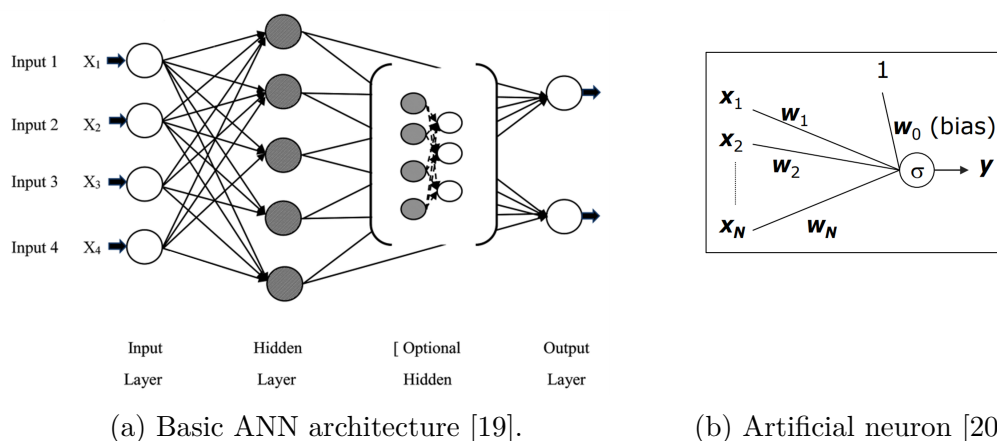 Input 1 X₁
Input 2 X₂
Input 3 X₃
Input 4 X₄
Input
Layer
Hidden
Layer
[ Optional
Hidden
Output
Layer
(a) Basic ANN architecture [19].
1
x₁
w₁
w₀ (bias)
x₂
w₂
σ
y
x_N
w_N
(b) Artificial neuron [20